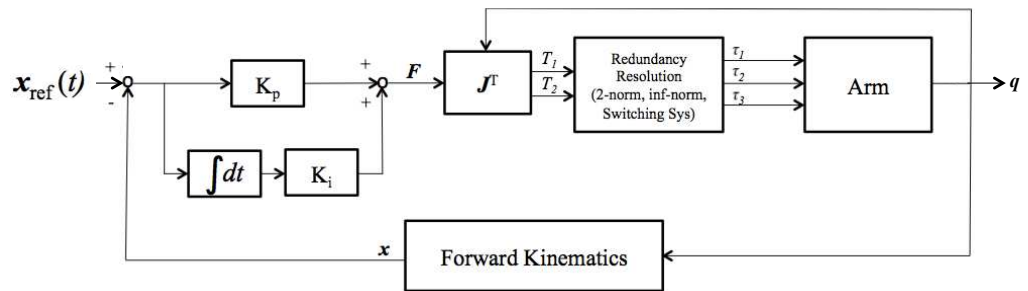 x_ref(t)
+
-
K_p
∫dt
K_i
+
+
F
J^T
T_1
T_2
Redundancy
Resolution
(2-norm, inf-norm,
Switching Sys)
τ_1
τ_2
τ_3
Arm
q
x
Forward Kinematics